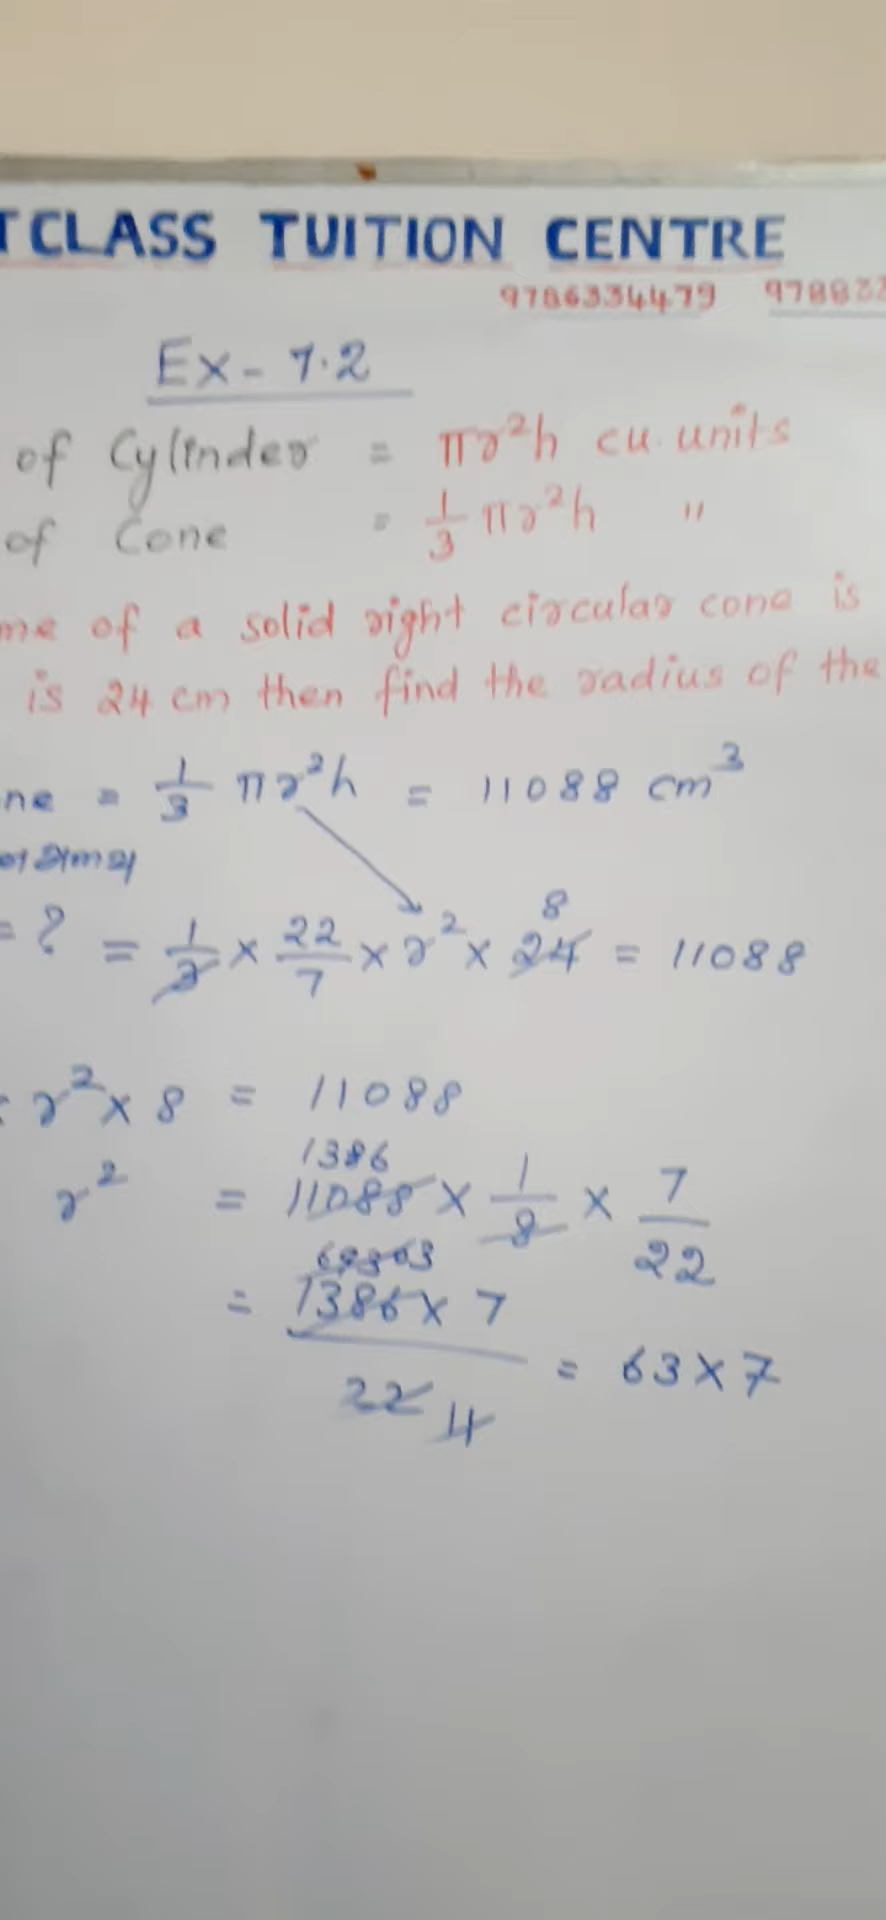 TCLASS TUITION CENTRE
9786334479
Ex - 7.2
of Cylinder = πr²h cu. units
of Cone = 1/3 πr²h "
me of a solid right circular cone is
is 24 cm then find the radius of the
ne = 1/3 πr²h = 11088 cm³
= ? = 1/3 × 22/7 × r² × 24 = 11088
8
r² × 8 = 11088
1386
r² = 11088 × 1/8 × 7/22
63
= 1386 × 7 / 22 = 63 × 7